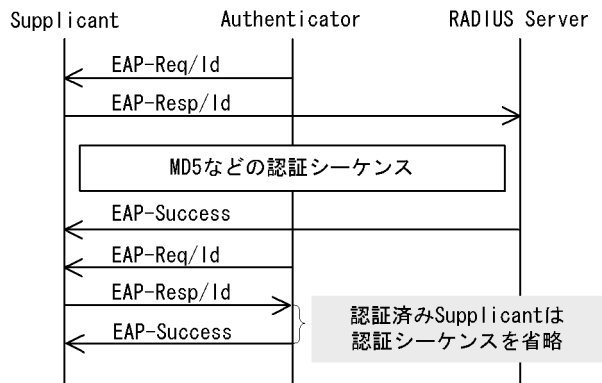 Supplicant Authenticator RADIUS Server
EAP-Req/Id
EAP-Resp/Id
MD5などの認証シーケンス
EAP-Success
EAP-Req/Id
EAP-Resp/Id
認証済みSupplicantは
認証シーケンスを省略
EAP-Success